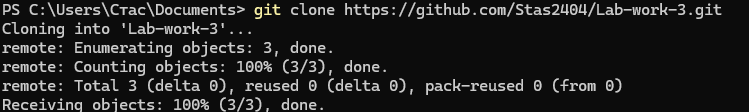 PS C:\Users\Стас\Documents> git clone https://github.com/Stas2404/Lab-work-3.git
Cloning into 'Lab-work-3'...
remote: Enumerating objects: 3, done.
remote: Counting objects: 100% (3/3), done.
remote: Total 3 (delta 0), reused 0 (delta 0), pack-reused 0 (from 0)
Receiving objects: 100% (3/3), done.